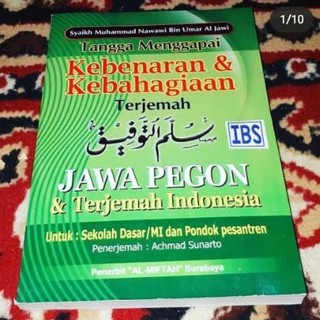 1/10
Syaikh Muhammad Nawawi Bin Umar Al Jawi
Tangga Menggapai
Kebenaran &
Kebahagiaan
Terjemah
سلم التوفيق
IBS
JAWA PEGON
& Terjemah Indonesia
Untuk : Sekolah Dasar/MI dan Pondok pesantren
Penerjemah : Achmad Sunarto
Penerbit "AL-MIFTAH" Surabaya